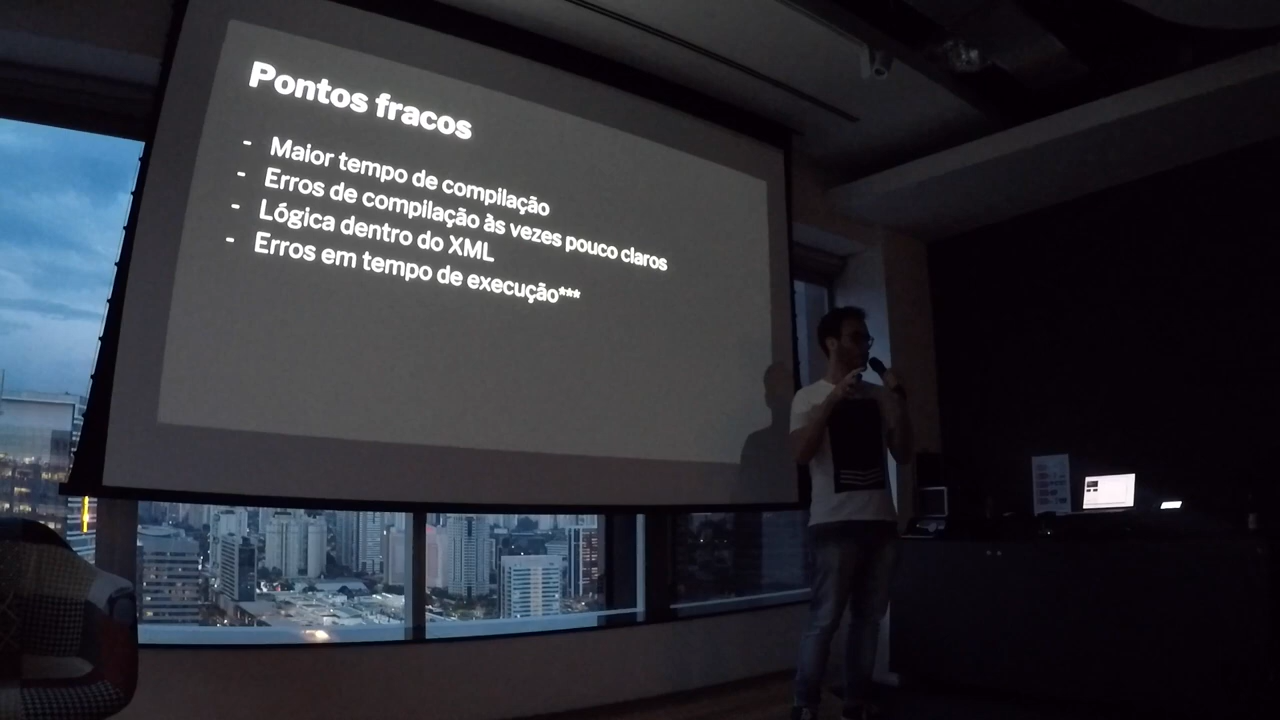 Pontos fracos
- Maior tempo de compilação
- Erros de compilação às vezes pouco claros
- Lógica dentro do XML
- Erros em tempo de execução***